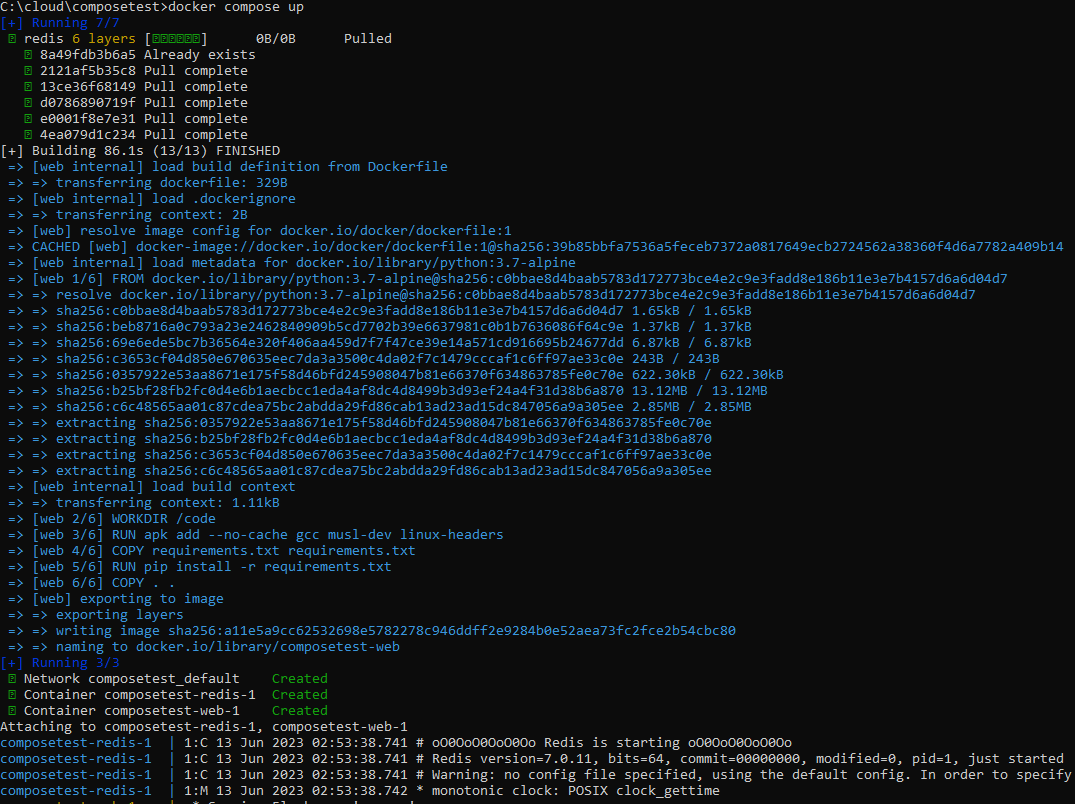 C:\cloud\composetest>docker compose up
[+] Running 7/7
redis 6 layers [] 0B/0B Pulled
8a49fdb3b6a5 Already exists
2121af5b35c8 Pull complete
13ce36f68149 Pull complete
d0786890719f Pull complete
e0001f8e7e31 Pull complete
4ea079d1c234 Pull complete
[+] Building 86.1s (13/13) FINISHED
=> [web internal] load build definition from Dockerfile
=> => transferring dockerfile: 329B
=> [web internal] load .dockerignore
=> => transferring context: 2B
=> [web] resolve image config for docker.io/docker/dockerfile:1
=> CACHED [web] docker-image://docker.io/docker/dockerfile:1@sha256:39b85bbfa7536a5feceb7372a0817649ecb2724562a38360f4d6a7782a409b14
=> [web internal] load metadata for docker.io/library/python:3.7-alpine
=> [web 1/6] FROM docker.io/library/python:3.7-alpine@sha256:c0bbae8d4baab5783d172773bce4e2c9e3fadd8e186b11e3e7b4157d6a6d04d7
=> => resolve docker.io/library/python:3.7-alpine@sha256:c0bbae8d4baab5783d172773bce4e2c9e3fadd8e186b11e3e7b4157d6a6d04d7
=> => sha256:c0bbae8d4baab5783d172773bce4e2c9e3fadd8e186b11e3e7b4157d6a6d04d7 1.65kB / 1.65kB
=> => sha256:beb8716a0c793a23e2462840909b5cd7702b39e6637981c0b1b7636086f64c9e 1.37kB / 1.37kB
=> => sha256:69e6ede5bc7b36564e320f406aa459d7f7f47ce39e14a571cd916695b24677dd 6.87kB / 6.87kB
=> => sha256:c3653cf04d850e670635eec7da3a3500c4da02f7c1479cccaf1c6ff97ae33c0e 243B / 243B
=> => sha256:0357922e53aa8671e175f58d46bfd245908047b81e66370f634863785fe0c70e 622.30kB / 622.30kB
=> => sha256:b25bf28fb2fc0d4e6b1aecbcc1eda4af8dc4d8499b3d93ef24a4f31d38b6a870 13.12MB / 13.12MB
=> => sha256:c6c48565aa01c87cdea75bc2abdda29fd86cab13ad23ad15dc847056a9a305ee 2.85MB / 2.85MB
=> => extracting sha256:0357922e53aa8671e175f58d46bfd245908047b81e66370f634863785fe0c70e
=> => extracting sha256:b25bf28fb2fc0d4e6b1aecbcc1eda4af8dc4d8499b3d93ef24a4f31d38b6a870
=> => extracting sha256:c3653cf04d850e670635eec7da3a3500c4da02f7c1479cccaf1c6ff97ae33c0e
=> => extracting sha256:c6c48565aa01c87cdea75bc2abdda29fd86cab13ad23ad15dc847056a9a305ee
=> [web internal] load build context
=> => transferring context: 1.11kB
=> [web 2/6] WORKDIR /code
=> [web 3/6] RUN apk add --no-cache gcc musl-dev linux-headers
=> [web 4/6] COPY requirements.txt requirements.txt
=> [web 5/6] RUN pip install -r requirements.txt
=> [web 6/6] COPY . .
=> [web] exporting to image
=> => exporting layers
=> => writing image sha256:a11e5a9cc62532698e5782278c946ddff2e9284b0e52aea73fc2fce2b54cbc80
=> => naming to docker.io/library/composetest-web
[+] Running 3/3
Network composetest_default Created
Container composetest-redis-1 Created
Container composetest-web-1 Created
Attaching to composetest-redis-1, composetest-web-1
composetest-redis-1 | 1:C 13 Jun 2023 02:53:38.741 # oO0OoO0OoO0Oo Redis is starting oO0OoO0OoO0Oo
composetest-redis-1 | 1:C 13 Jun 2023 02:53:38.741 # Redis version=7.0.11, bits=64, commit=00000000, modified=0, pid=1, just started
composetest-redis-1 | 1:C 13 Jun 2023 02:53:38.741 # Warning: no config file specified, using the default config. In order to specify
composetest-redis-1 | 1:M 13 Jun 2023 02:53:38.742 * monotonic clock: POSIX clock_gettime